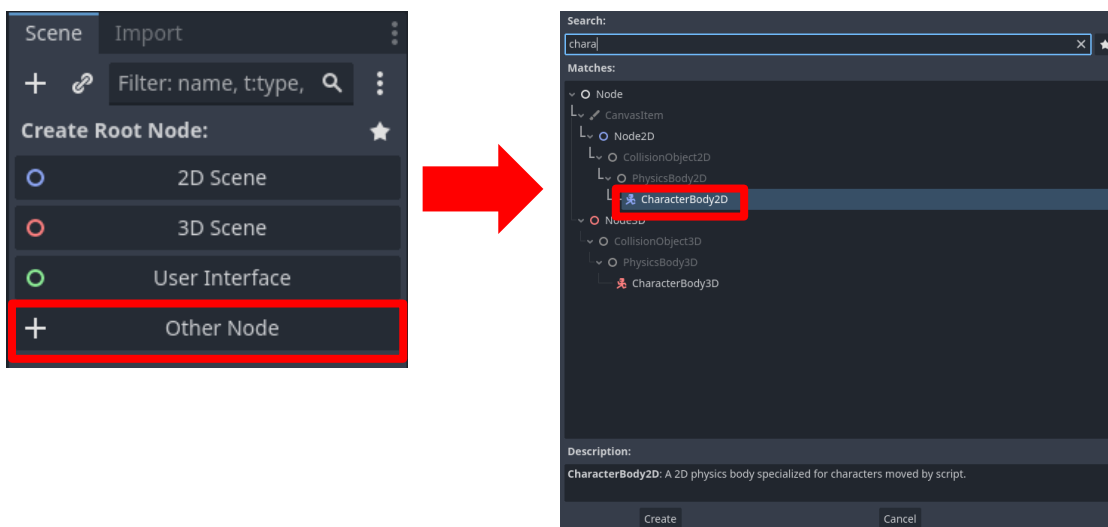 Scene
Import
Filter: name, t:type,
Create Root Node:
2D Scene
3D Scene
User Interface
Other Node
Search:
chara
Matches:
Node
CanvasItem
Node2D
CollisionObject2D
PhysicsBody2D
CharacterBody2D
Node3D
CollisionObject3D
PhysicsBody3D
CharacterBody3D
Description:
CharacterBody2D: A 2D physics body specialized for characters moved by script.
Create
Cancel